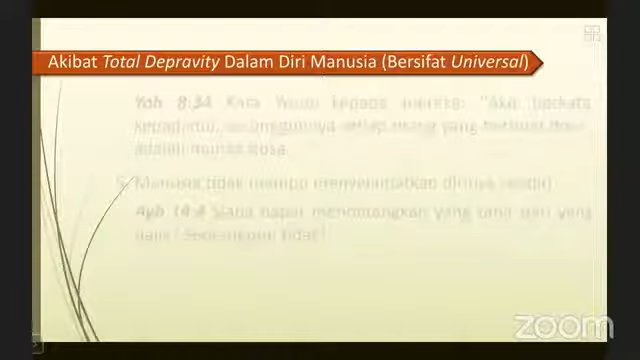 Akibat Total Depravity Dalam Diri Manusia (Bersifat Universal)
Yoh 8:34 Kata Yesus kepada mereka: "Aku berkata
kepadamu, sesungguhnya setiap orang yang berbuat dosa,
adalah hamba dosa.
Manusia tidak mampu menyelamatkan dirinya sendiri
Ayb 14:4 Siapa dapat mendatangkan yang tahir dari yang
najis? Seorangpun tidak!
zoom